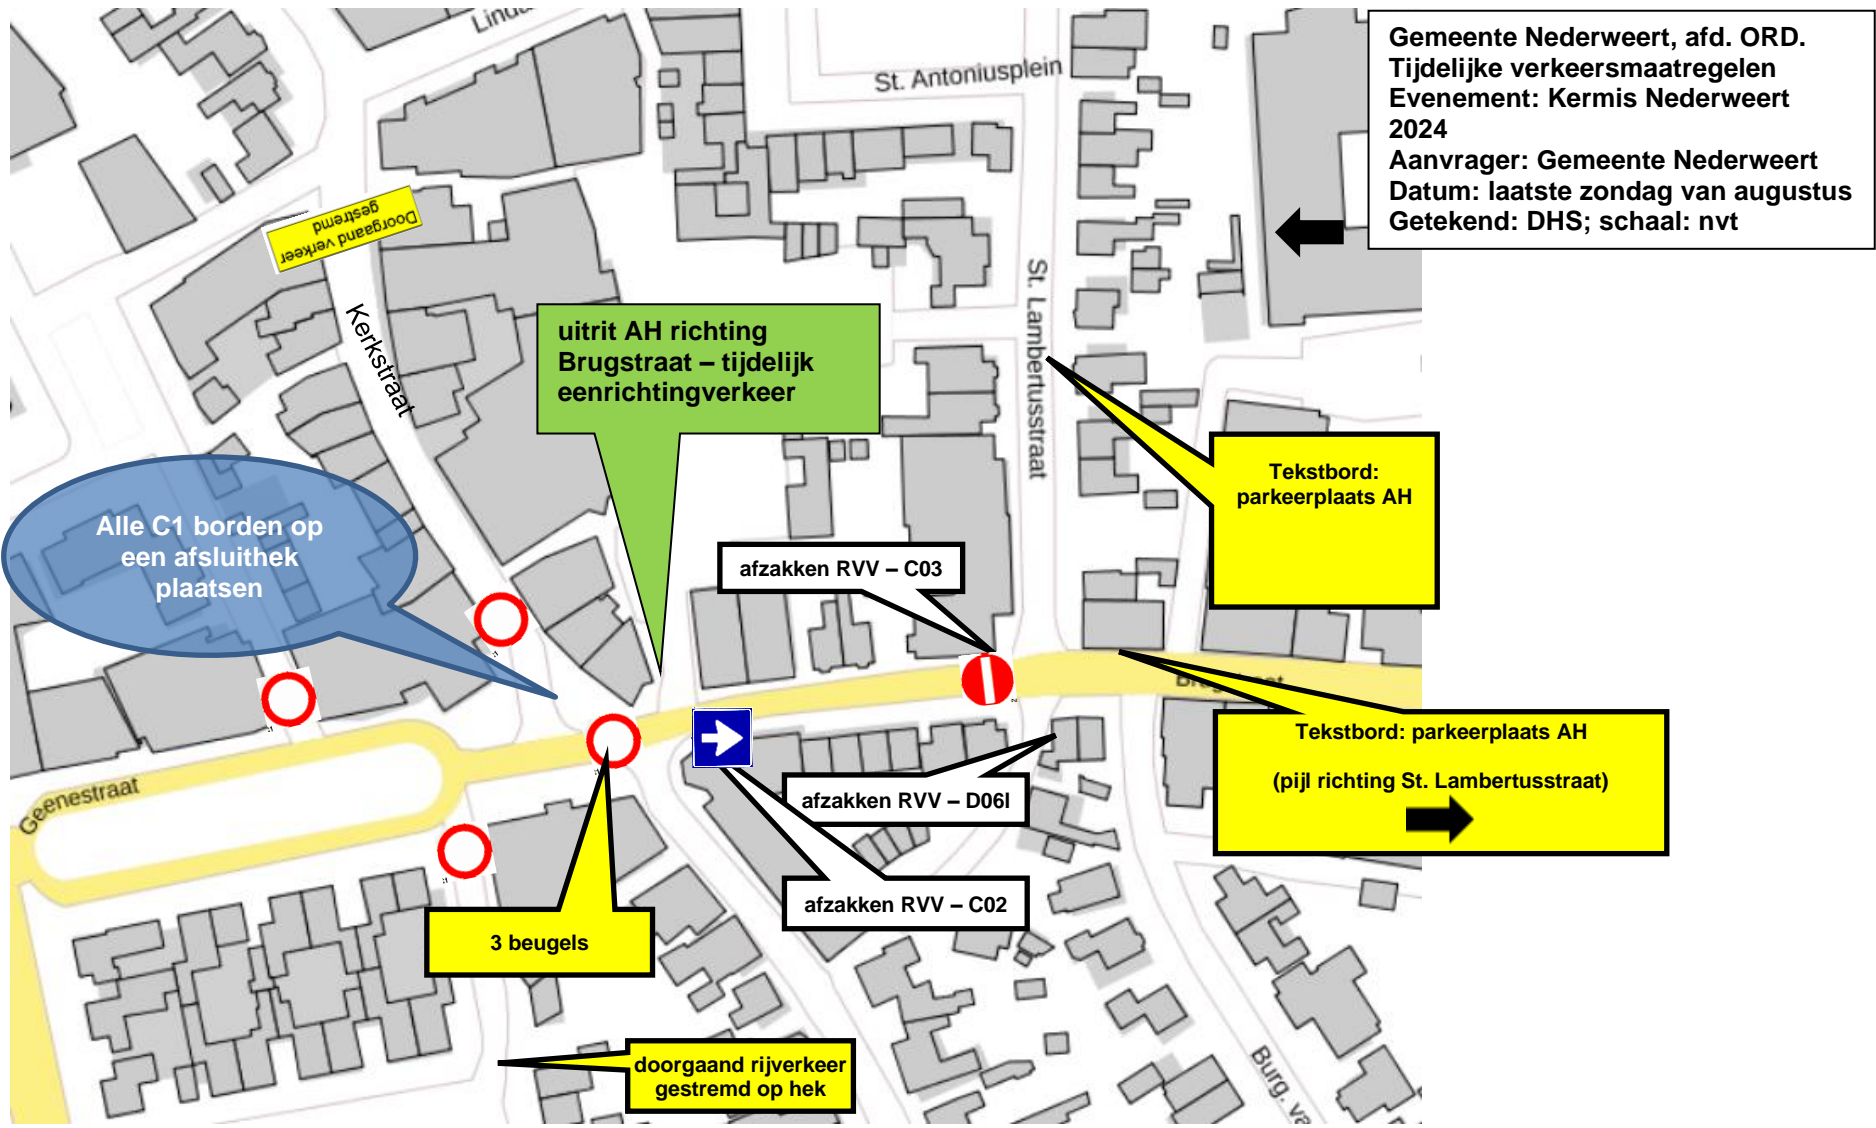 Gemeente Nederweert, afd. ORD.
Tijdelijke verkeersmaatregelen
Evenement: Kermis Nederweert
2024
Aanvrager: Gemeente Nederweert
Datum: laatste zondag van augustus
Getekend: DHS; schaal: nvt
St. Antoniusplein
Doorgaand verkeer
gestremd
Kerkstraat
uitrit AH richting
Brugstraat – tijdelijk
eenrichtingverkeer
St. Lambertusstraat
Tekstbord:
parkeerplaats AH
Alle C1 borden op
een afsluithek
plaatsen
afzakken RVV – C03
Tekstbord: parkeerplaats AH
(pijl richting St. Lambertusstraat)
Geenestraat
afzakken RVV – D06l
afzakken RVV – C02
3 beugels
doorgaand rijverkeer
gestremd op hek
Burg. va